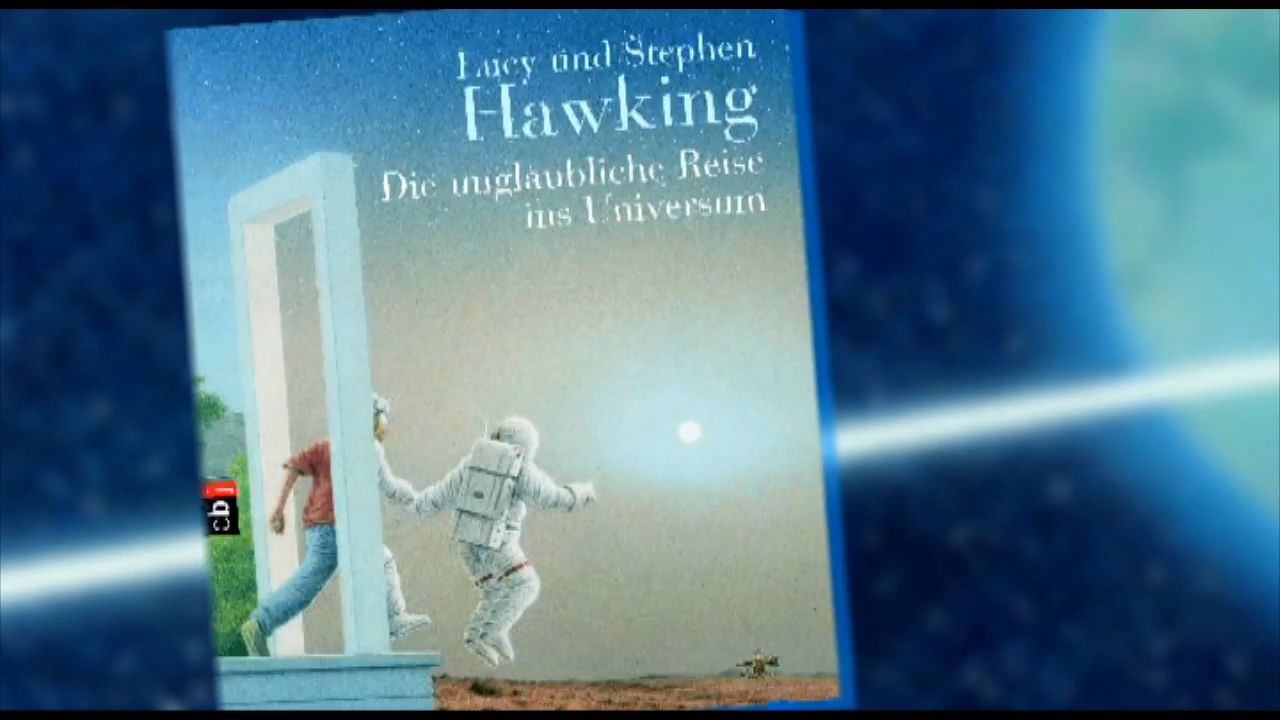 Lucy und Stephen
Hawking
Die unglaubliche Reise
ins Universum
cbj